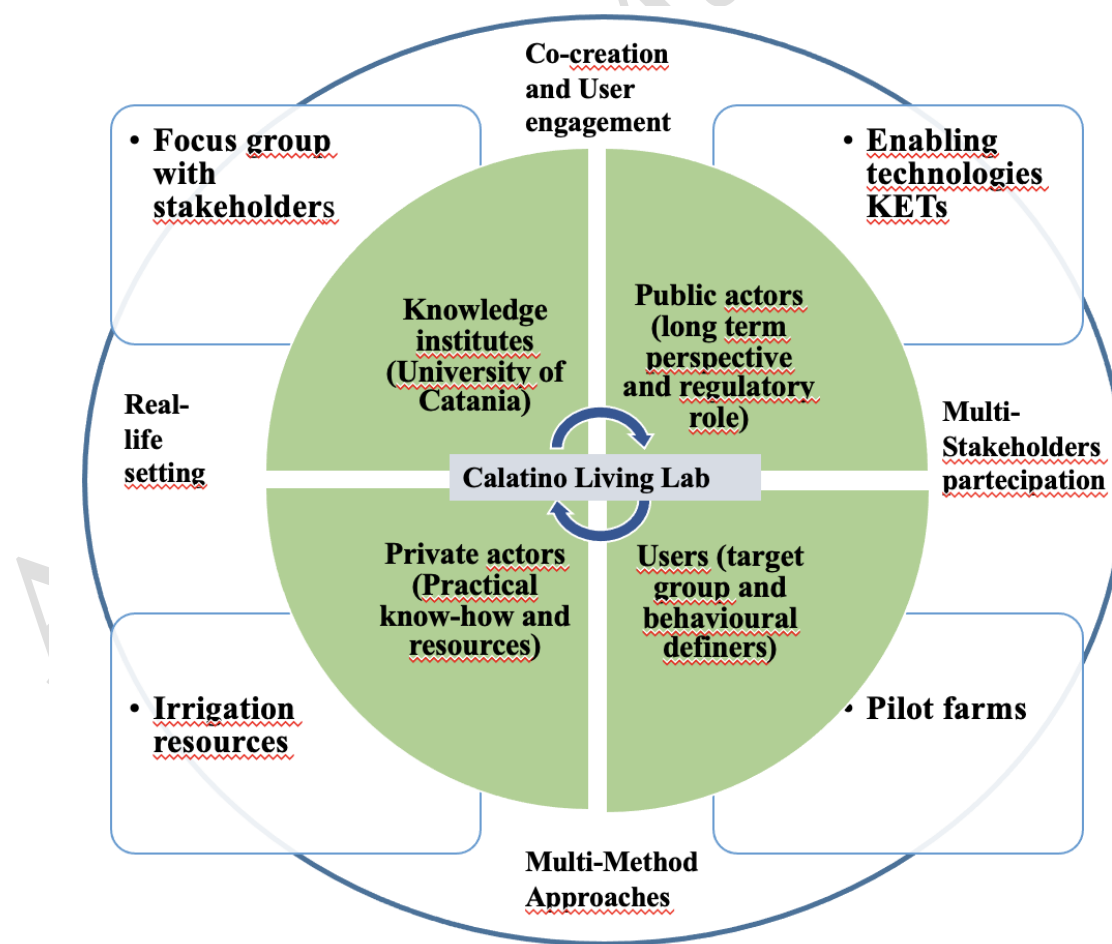 Co-creation
and User
engagement
• Focus group
with
stakeholders
• Enabling
technologies
KETs
Knowledge
institutes
(University of
Catania)
Public actors
(long term
perspective
and regulatory
role)
Real-
life
setting
Multi-
Stakeholders
partecipation
Calatino Living Lab
Private actors
(Practical
know-how and
resources)
Users (target
group and
behavioural
definers)
• Irrigation
resources
• Pilot farms
Multi-Method
Approaches